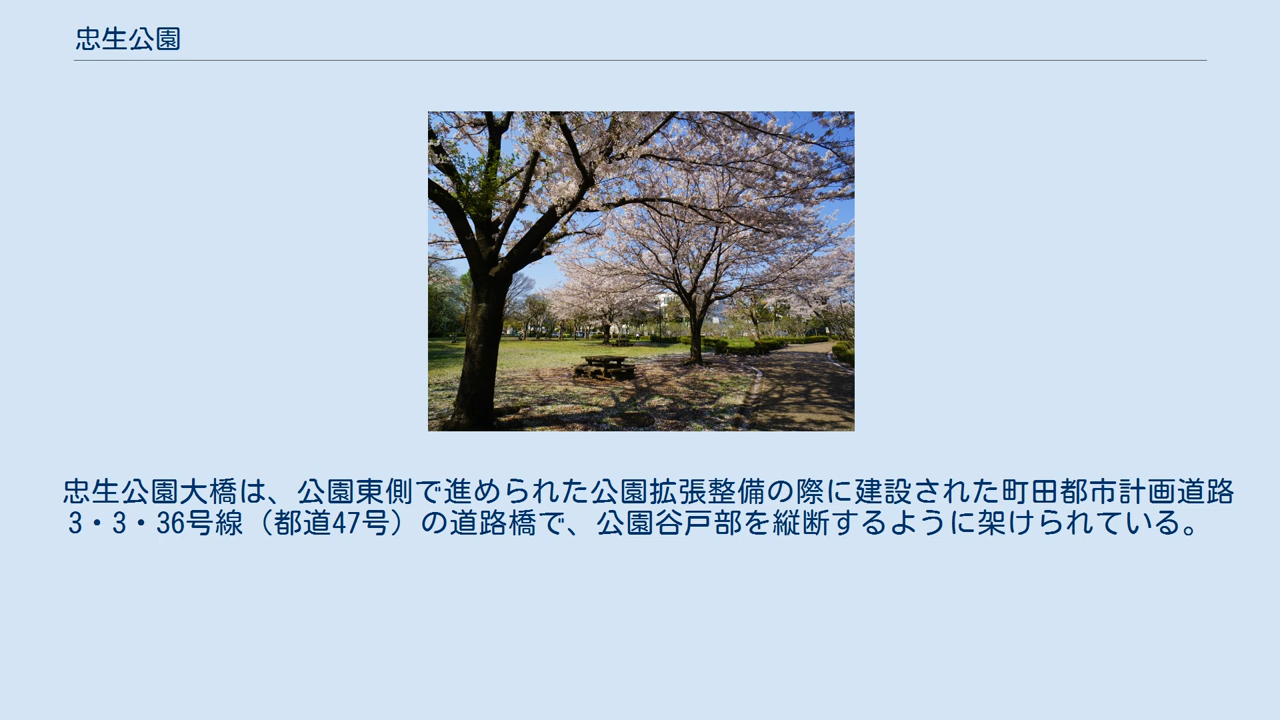 忠生公園
忠生公園大橋は、公園東側で進められた公園拡張整備の際に建設された町田都市計画道路
3・3・36号線（都道47号）の道路橋で、公園谷戸部を縦断するように架けられている。